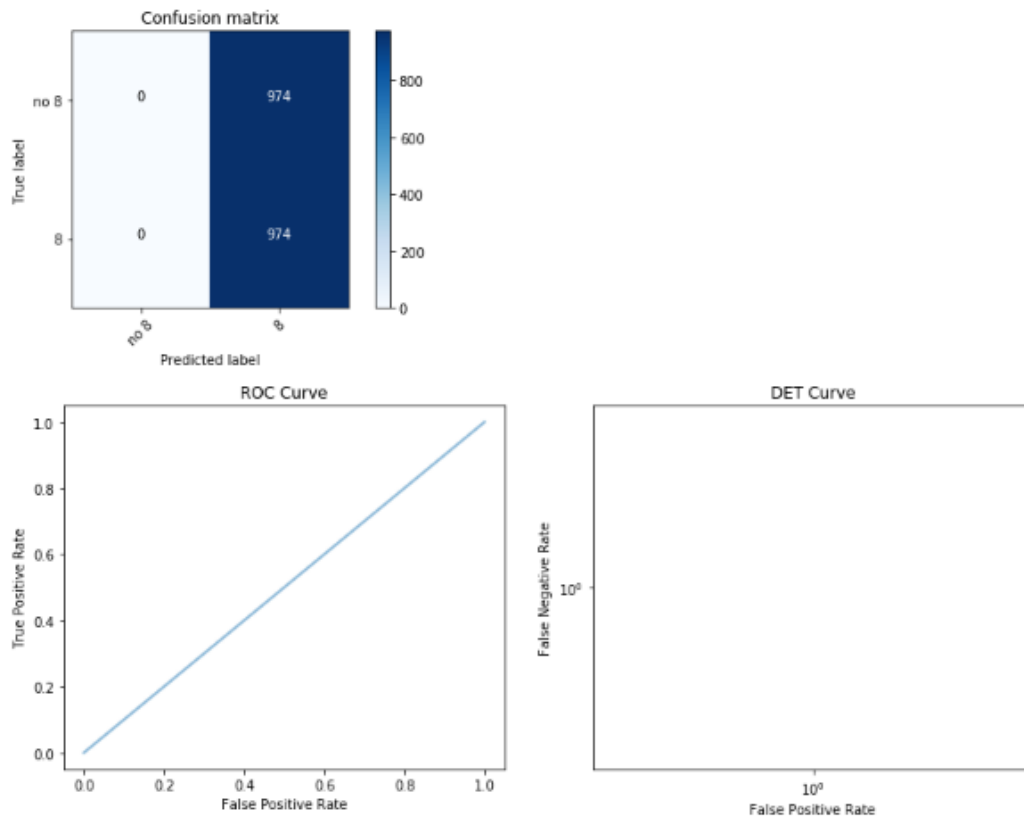 Confusion matrix
no 8
0
974
8
0
974
True label
no 8
8
Predicted label
800
600
400
200
0
ROC Curve
1.0
0.8
0.6
0.4
0.2
0.0
True Positive Rate
0.0 0.2 0.4 0.6 0.8 1.0
False Positive Rate
DET Curve
10⁰
False Negative Rate
10⁰
False Positive Rate